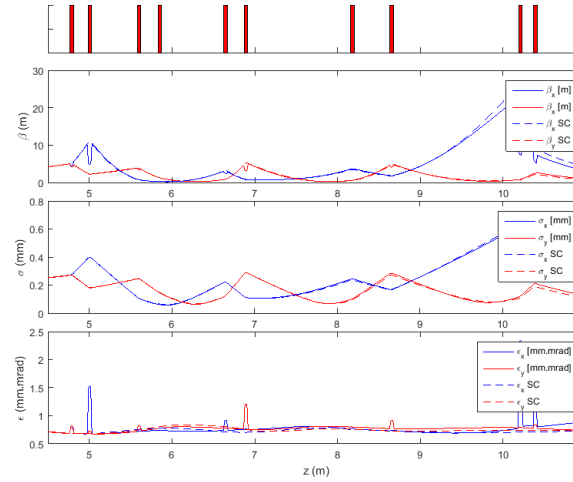 30
20
10
0
β (m)
β_x [m]
β_x [m]
β_x SC
β_y SC
5 6 7 8 9 10
0.8
0.6
0.4
0.2
0
σ (mm)
σ_x [mm]
σ_y [mm]
σ_x SC
σ_y SC
5 6 7 8 9 10
2.5
2
1.5
1
0.5
ϵ (mm.mrad)
ϵ_x [mm.mrad]
ϵ_y [mm.mrad]
ϵ_x SC
ϵ_y SC
5 6 7 8 9 10
z (m)